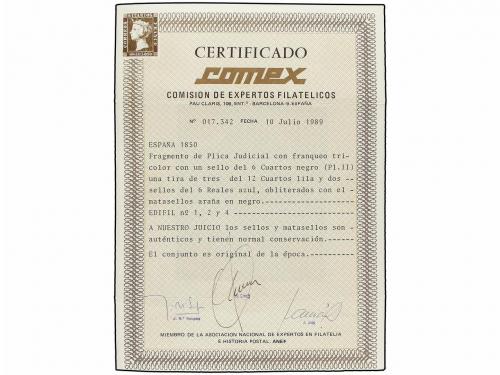 CERTIFICADO
comex
COMISION DE EXPERTOS FILATELICOS
PAU CLARIS, 106, ENT.º - BARCELONA-9-ESPAÑA
Nº 017.342 FECHA 10 Julio 1989
ESPAÑA 1850
Fragmento de Plica Judicial con franqueo tri-
color con un sello del 6 Cuartos negro (Pl.II)
una tira de tres del 12 Cuartos lila y dos --
sellos del 6 Reales azul, obliterados con el -
matasellos araña en negro.
EDIFIL nº 1, 2 y 4
A NUESTRO JUICIO los sellos y matasellos son -
auténticos y tienen normal conservación.
El conjunto es original de la época.
MIEMBRO DE LA ASOCIACION NACIONAL DE EXPERTOS EN FILATELIA
E HISTORIA POSTAL. ANEF